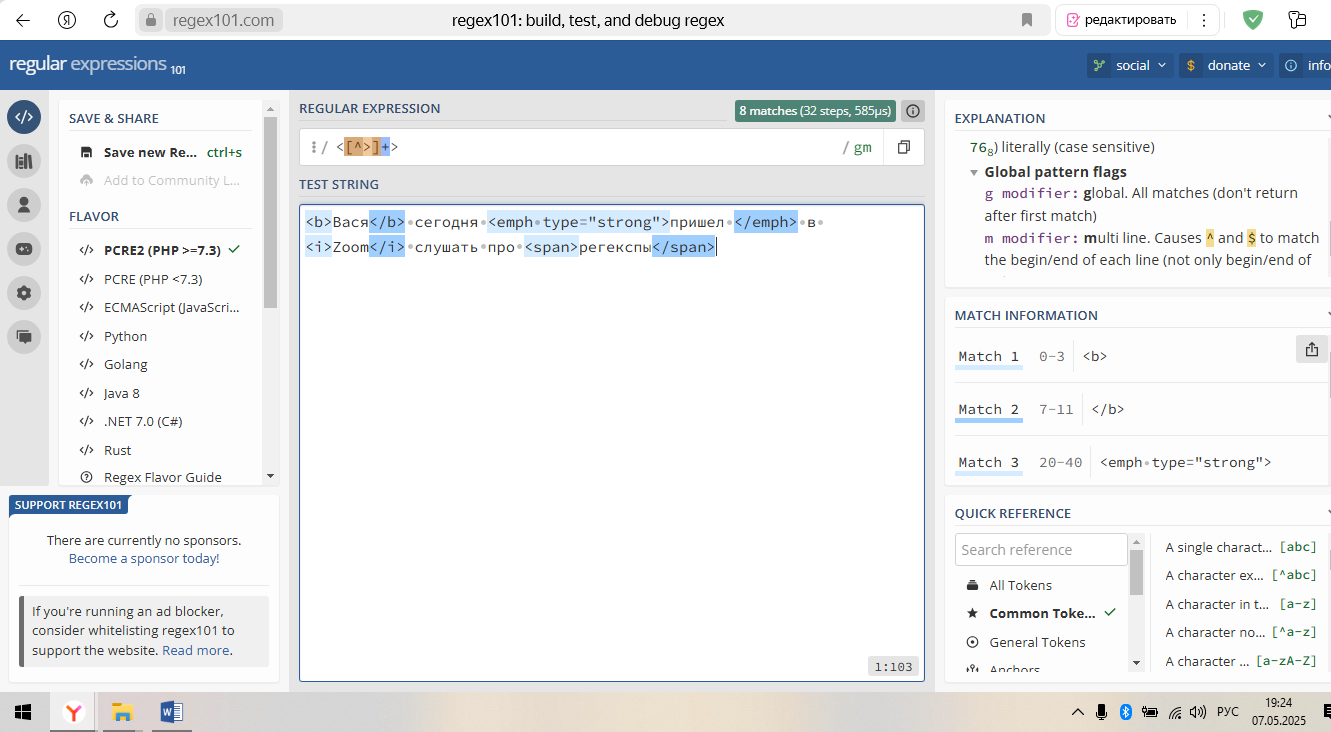 regex101.com
regex101: build, test, and debug regex
редактировать
regular expressions 101
social
$ donate
info
SAVE & SHARE
Save new Re... ctrl+s
Add to Community L...
FLAVOR
</> PCRE2 (PHP >=7.3)
</> PCRE (PHP <7.3)
</> ECMAScript (JavaScri...
</> Python
</> Golang
</> Java 8
</> .NET 7.0 (C#)
</> Rust
Regex Flavor Guide
SUPPORT REGEX101
There are currently no sponsors.
Become a sponsor today!
If you're running an ad blocker,
consider whitelisting regex101 to
support the website. Read more.
REGULAR EXPRESSION
8 matches (32 steps, 585µs)
/ <[^>]+> / gm
TEST STRING
<b>Вася</b>·сегодня·<emph·type="strong">пришел·</emph>·в·
<i>Zoom</i>·слушать·про·<span>регекспы</span>
1:103
EXPLANATION
76₈) literally (case sensitive)
Global pattern flags
g modifier: global. All matches (don't return
after first match)
m modifier: multi line. Causes ^ and $ to match
the begin/end of each line (not only begin/end of
MATCH INFORMATION
Match 1 0-3 <b>
Match 2 7-11 </b>
Match 3 20-40 <emph·type="strong">
QUICK REFERENCE
Search reference
All Tokens
Common Toke...
General Tokens
Anchors
A single charact... [abc]
A character ex... [^abc]
A character in t... [a-z]
A character no... [^a-z]
A character ... [a-zA-Z]
РУС
19:24
07.05.2025